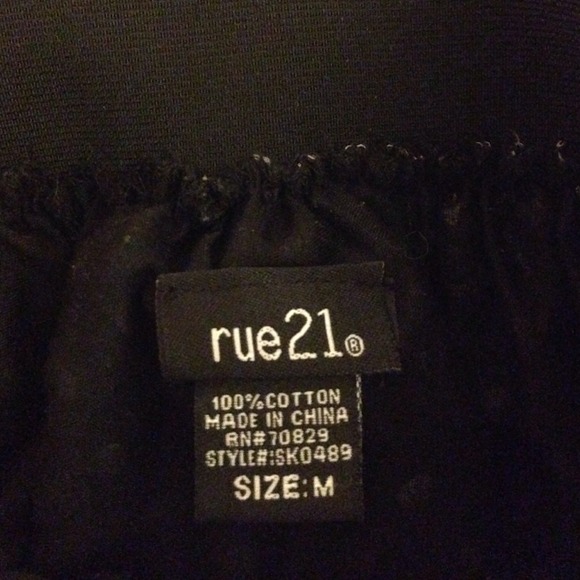 rue21®
100%COTTON
MADE IN CHINA
RN#70829
STYLE#:SK0489
SIZE:M